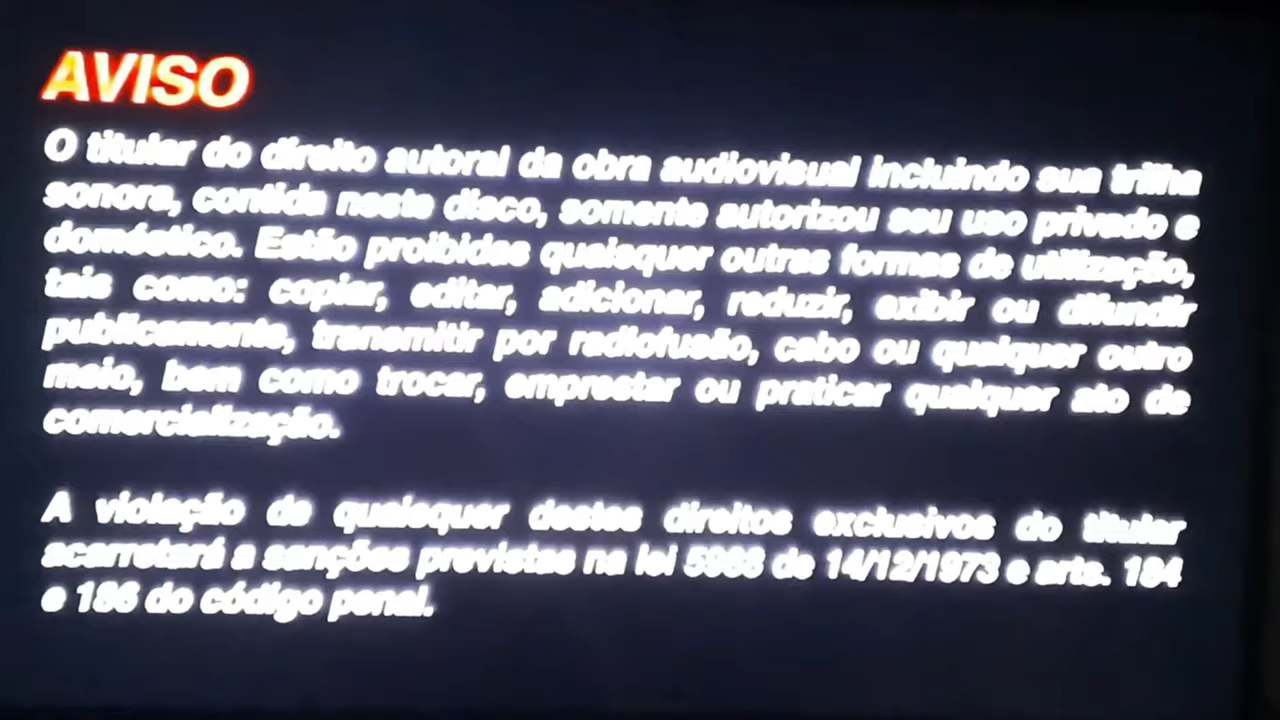 AVISO
O titular do direito autoral da obra audiovisual incluindo sua trilha
sonora, contida neste disco, somente autorizou seu uso privado e
doméstico. Estão proibidas quaisquer outras formas de utilização,
tais como: copiar, editar, adicionar, reduzir, exibir ou difundir
publicamente, transmitir por radiofusão, cabo ou qualquer outro
meio, bem como trocar, emprestar ou praticar qualquer ato de
comercialização.
A violação de quaisquer destes direitos exclusivos do titular
acarretará a sanções previstas na lei 5988 de 14/12/1973 e arts. 184
e 186 do código penal.